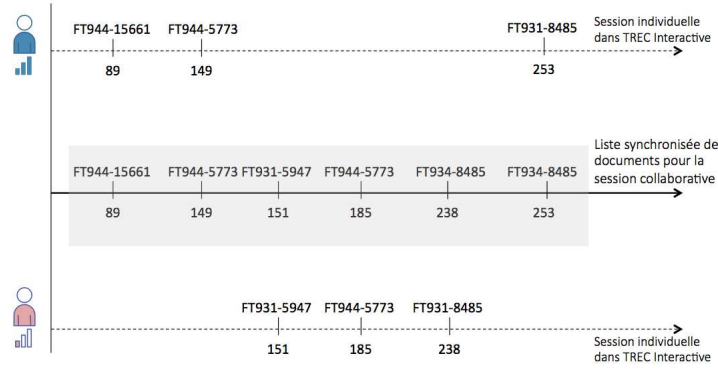 FT944-15661 FT944-5773 FT931-8485
89 149 253
Session individuelle
dans TREC Interactive
Liste synchronisée de
documents pour la
session collaborative
FT944-15661 FT944-5773 FT931-5947 FT944-5773 FT934-8485 FT934-8485
89 149 151 185 238 253
FT931-5947 FT944-5773 FT931-8485
151 185 238
Session individuelle
dans TREC Interactive